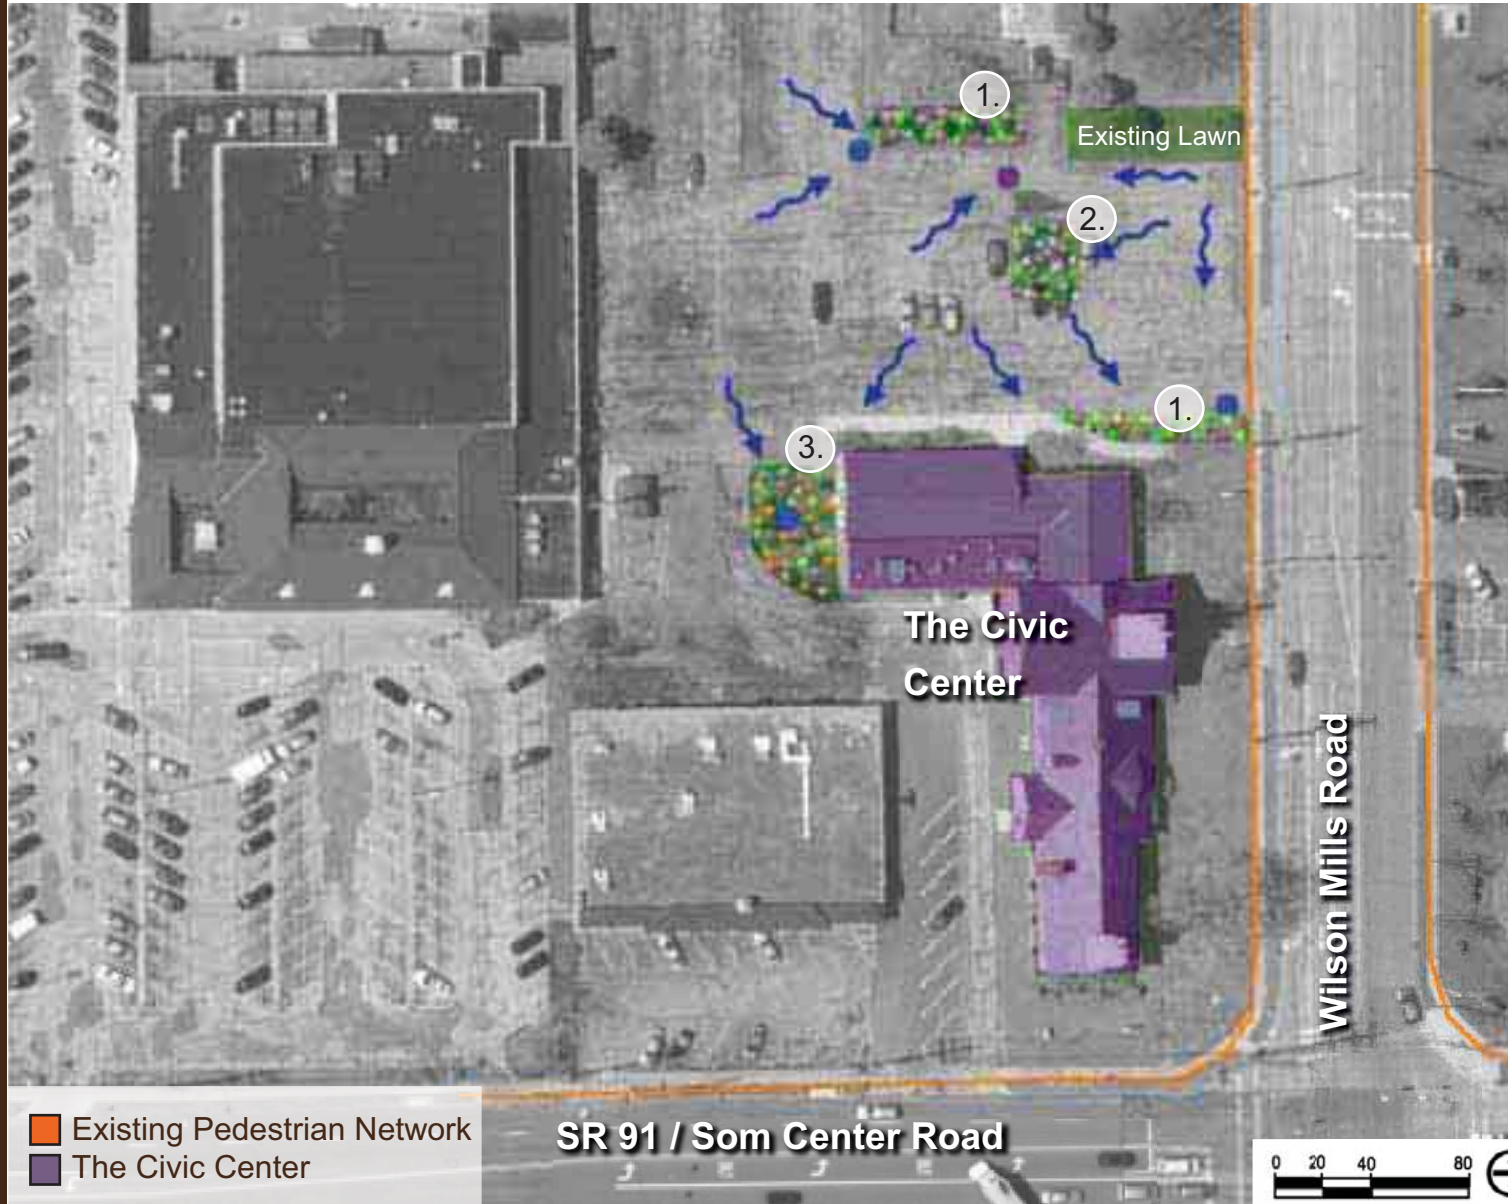 1.
Existing Lawn
2.
1.
3.
The Civic
Center
Wilson Mills Road
Existing Pedestrian Network
The Civic Center
SR 91 / Som Center Road
0 20 40 80